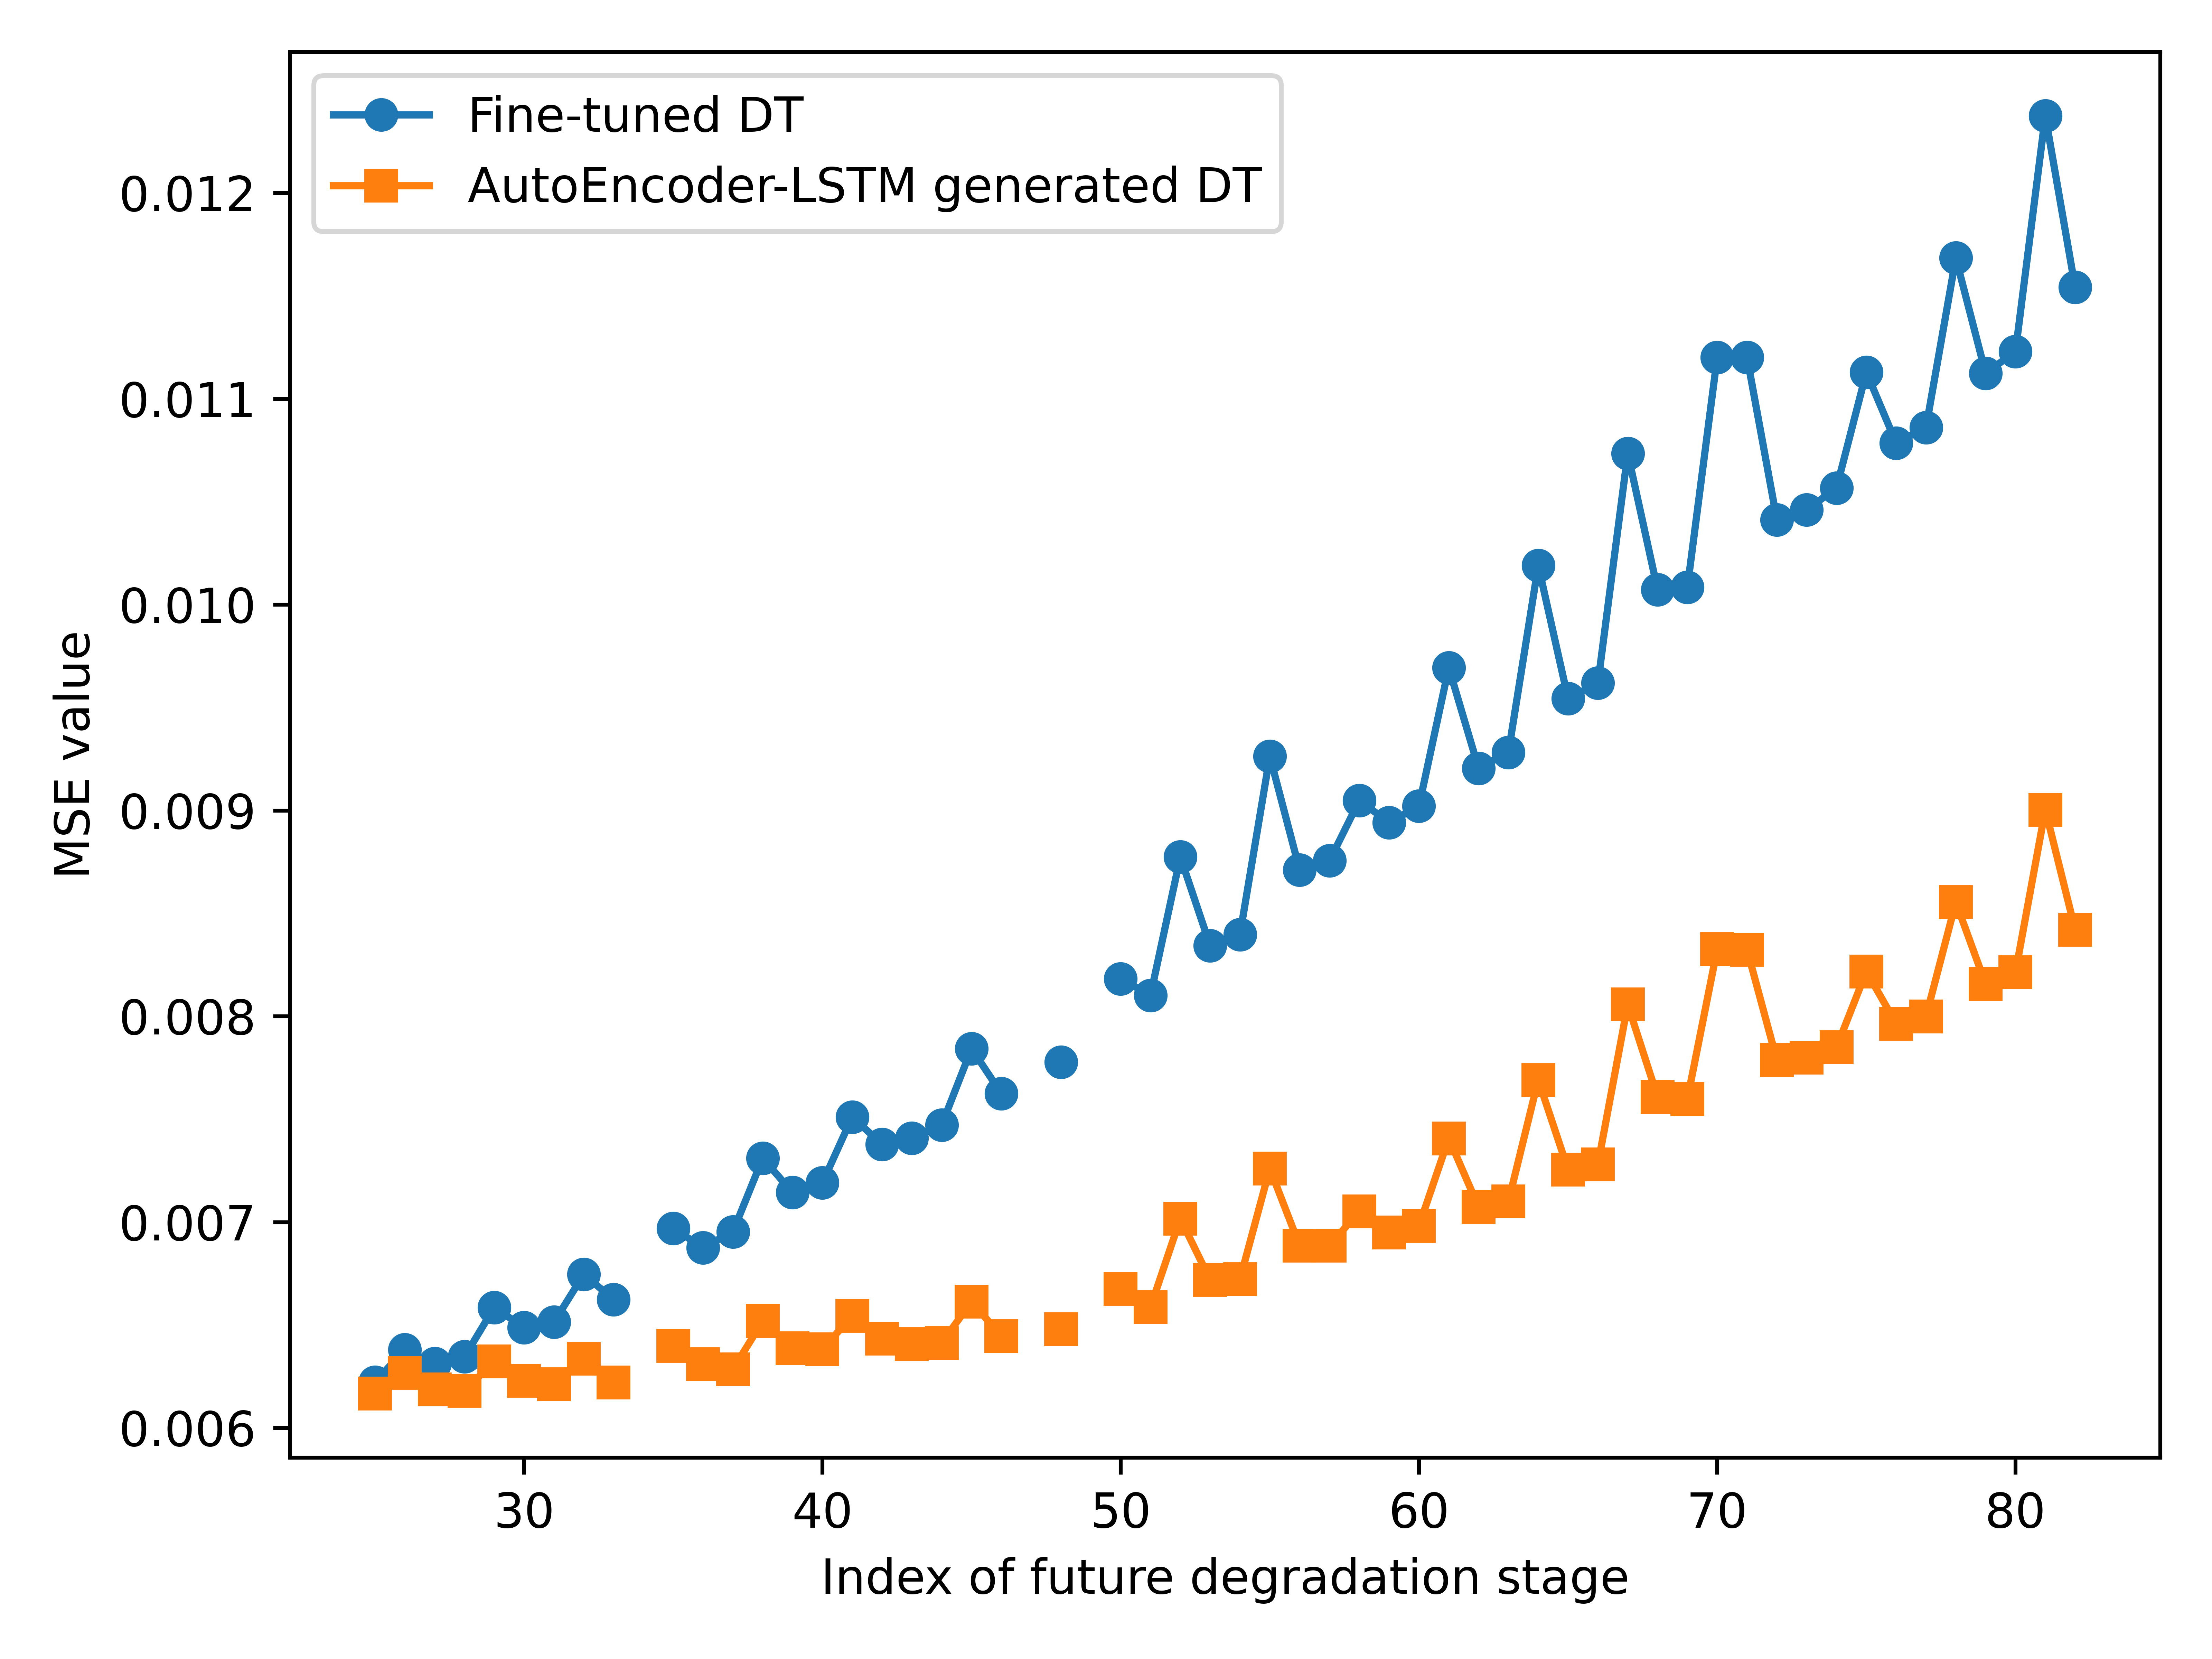 Fine-tuned DT
AutoEncoder-LSTM generated DT
0.012
0.011
0.010
0.009
0.008
0.007
0.006
MSE value
30 40 50 60 70 80
Index of future degradation stage